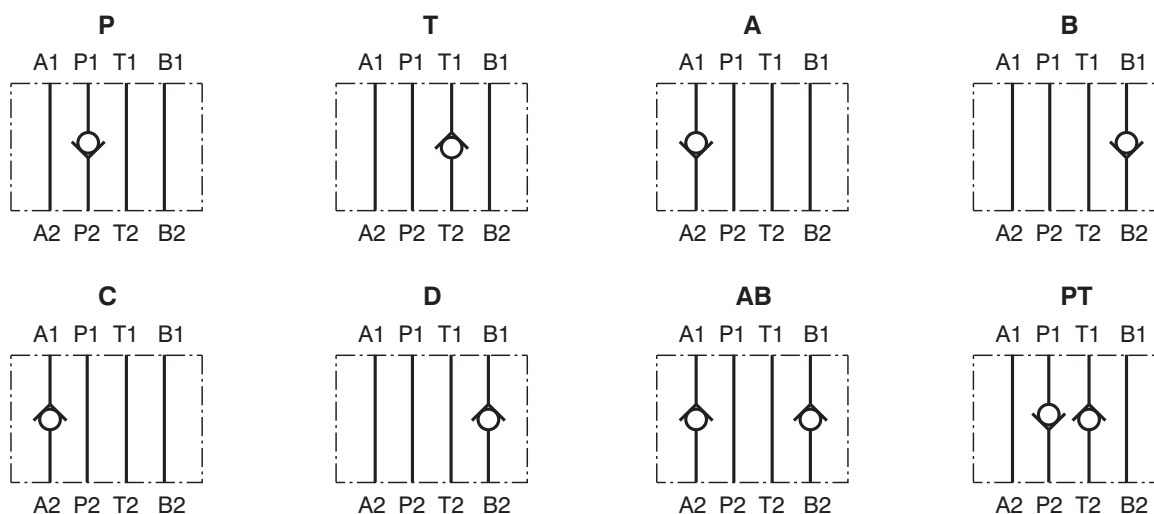 P T A B
A1 P1 T1 B1 A1 P1 T1 B1 A1 P1 T1 B1 A1 P1 T1 B1
A2 P2 T2 B2 A2 P2 T2 B2 A2 P2 T2 B2 A2 P2 T2 B2
C D AB PT
A1 P1 T1 B1 A1 P1 T1 B1 A1 P1 T1 B1 A1 P1 T1 B1
A2 P2 T2 B2 A2 P2 T2 B2 A2 P2 T2 B2 A2 P2 T2 B2